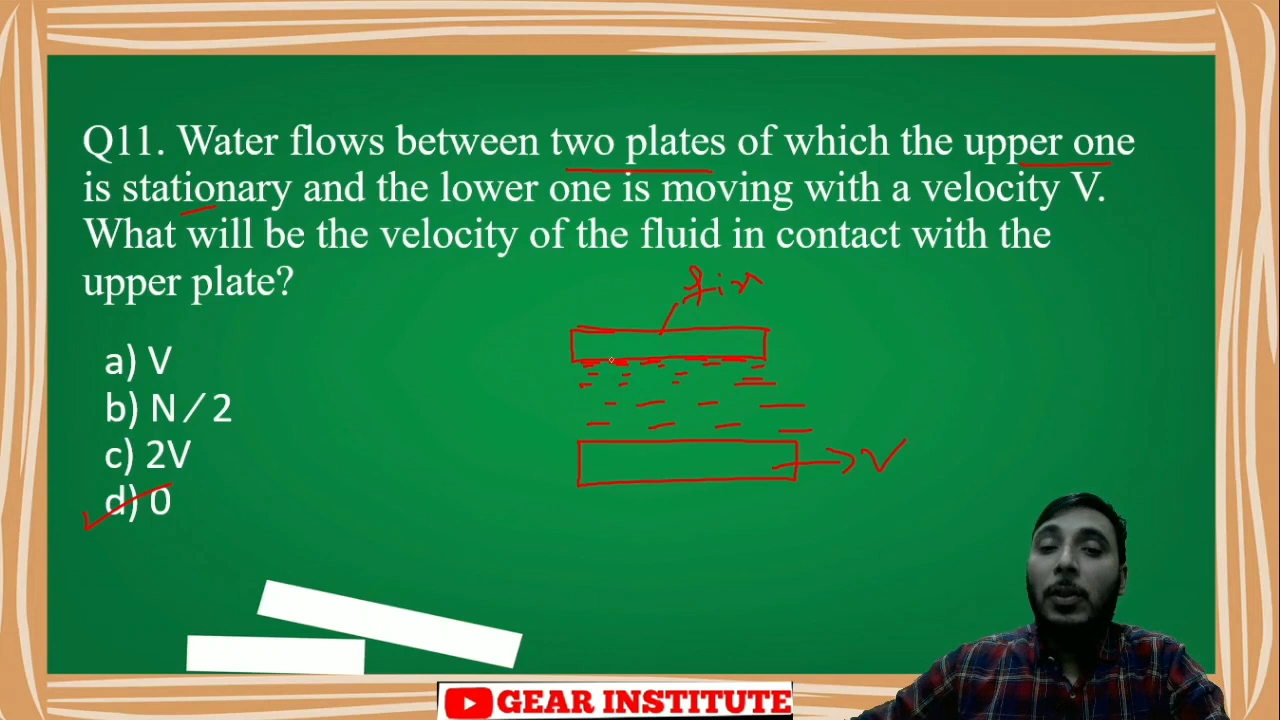 Q11. Water flows between two plates of which the upper one
is stationary and the lower one is moving with a velocity V.
What will be the velocity of the fluid in contact with the
upper plate?
fix
a) V
b) N ∕ 2
c) 2V
V
d) 0
GEAR INSTITUTE